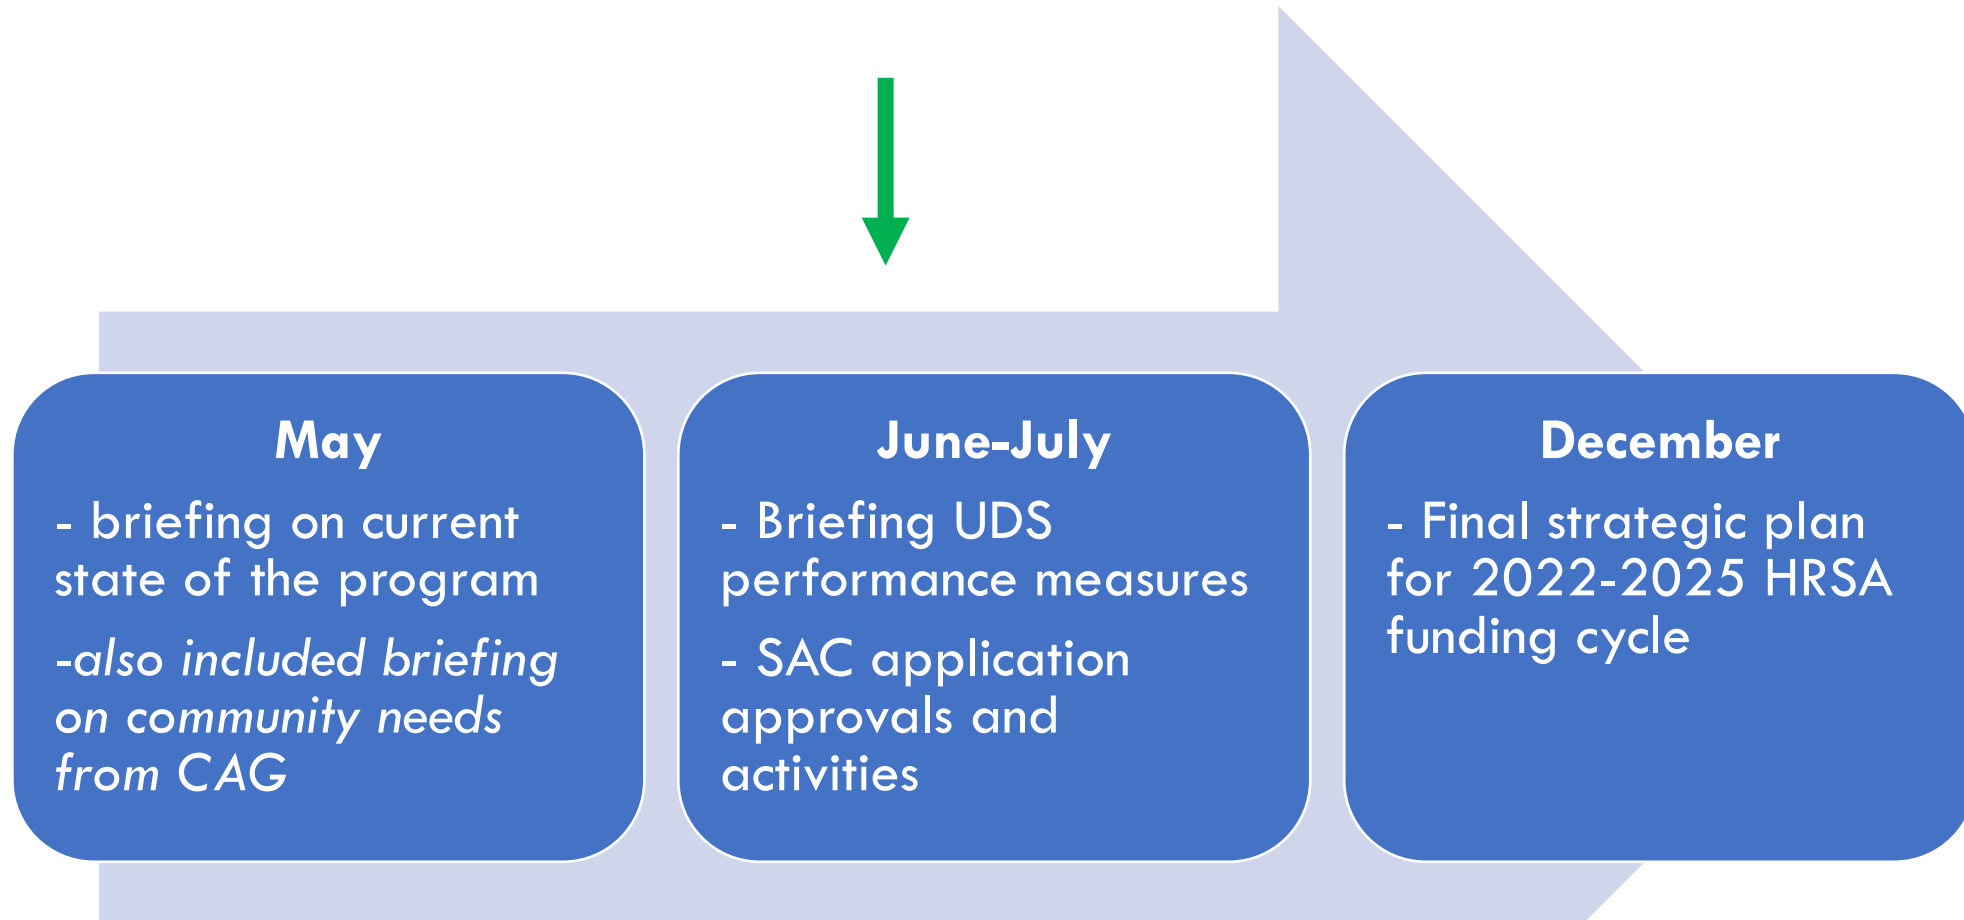 May
- briefing on current
state of the program
-also included briefing
on community needs
from CAG
June-July
- Briefing UDS
performance measures
- SAC application
approvals and
activities
December
- Final strategic plan
for 2022-2025 HRSA
funding cycle